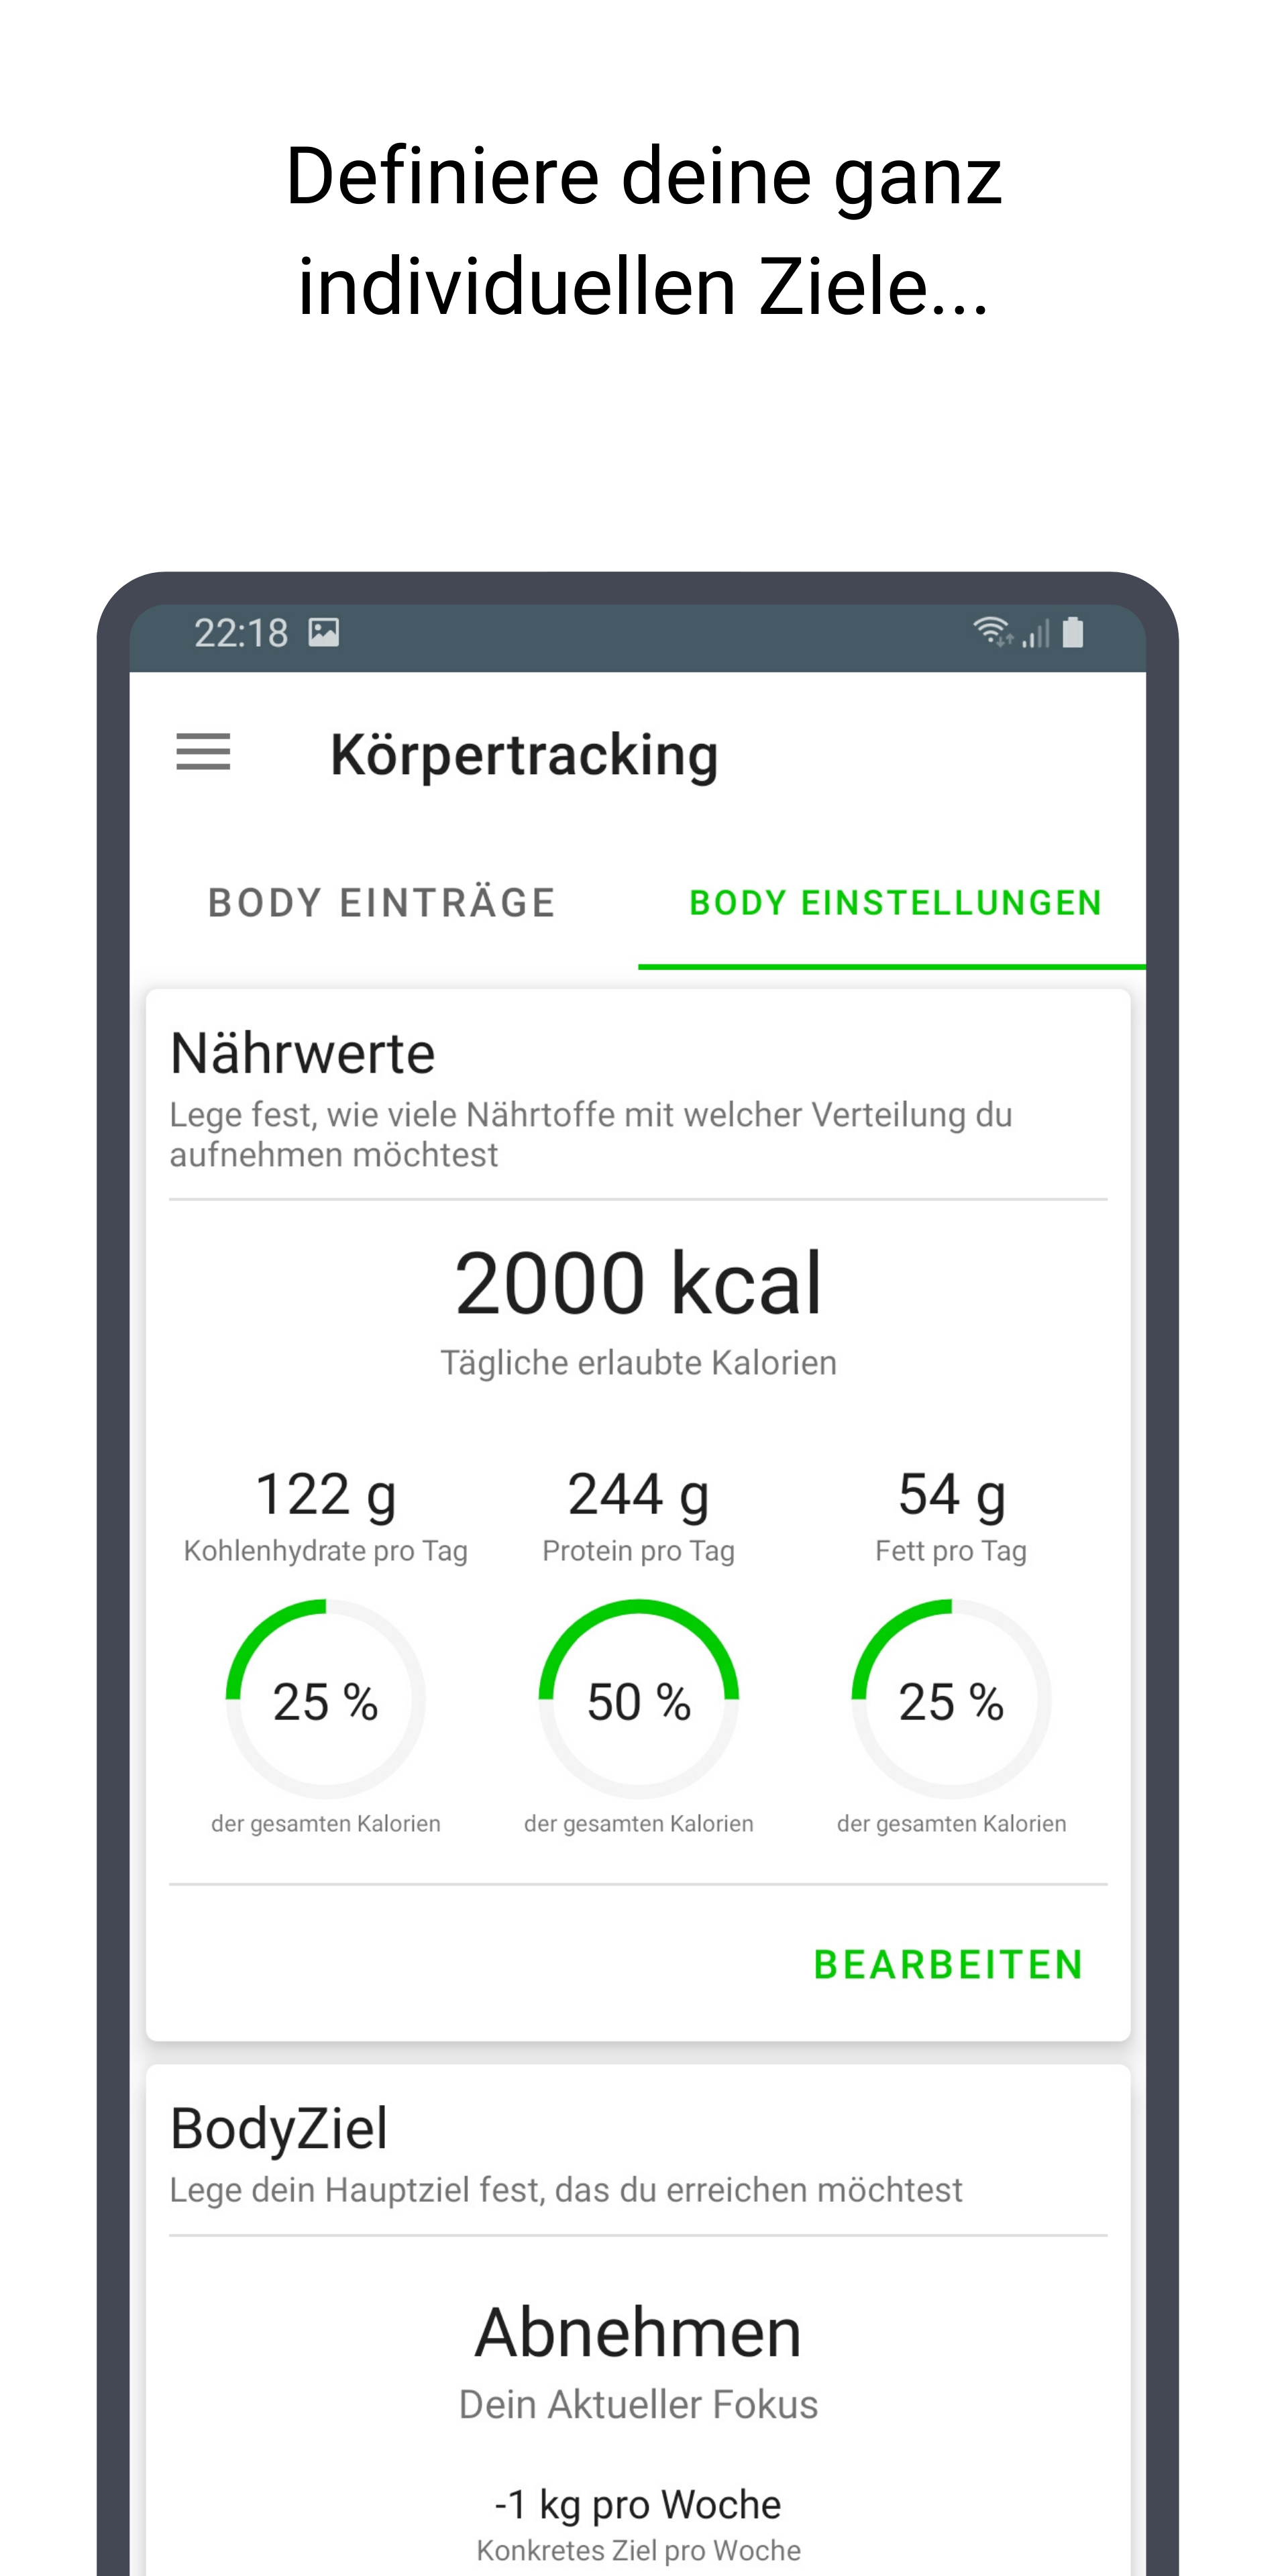 Definiere deine ganz
individuellen Ziele...
22:18
Körpertracking
BODY EINTRÄGE
BODY EINSTELLUNGEN
Nährwerte
Lege fest, wie viele Nährtoffe mit welcher Verteilung du
aufnehmen möchtest
2000 kcal
Tägliche erlaubte Kalorien
122 g
244 g
54 g
Kohlenhydrate pro Tag
Protein pro Tag
Fett pro Tag
25 %
50 %
25 %
der gesamten Kalorien
der gesamten Kalorien
der gesamten Kalorien
BEARBEITEN
BodyZiel
Lege dein Hauptziel fest, das du erreichen möchtest
Abnehmen
Dein Aktueller Fokus
-1 kg pro Woche
Konkretes Ziel pro Woche